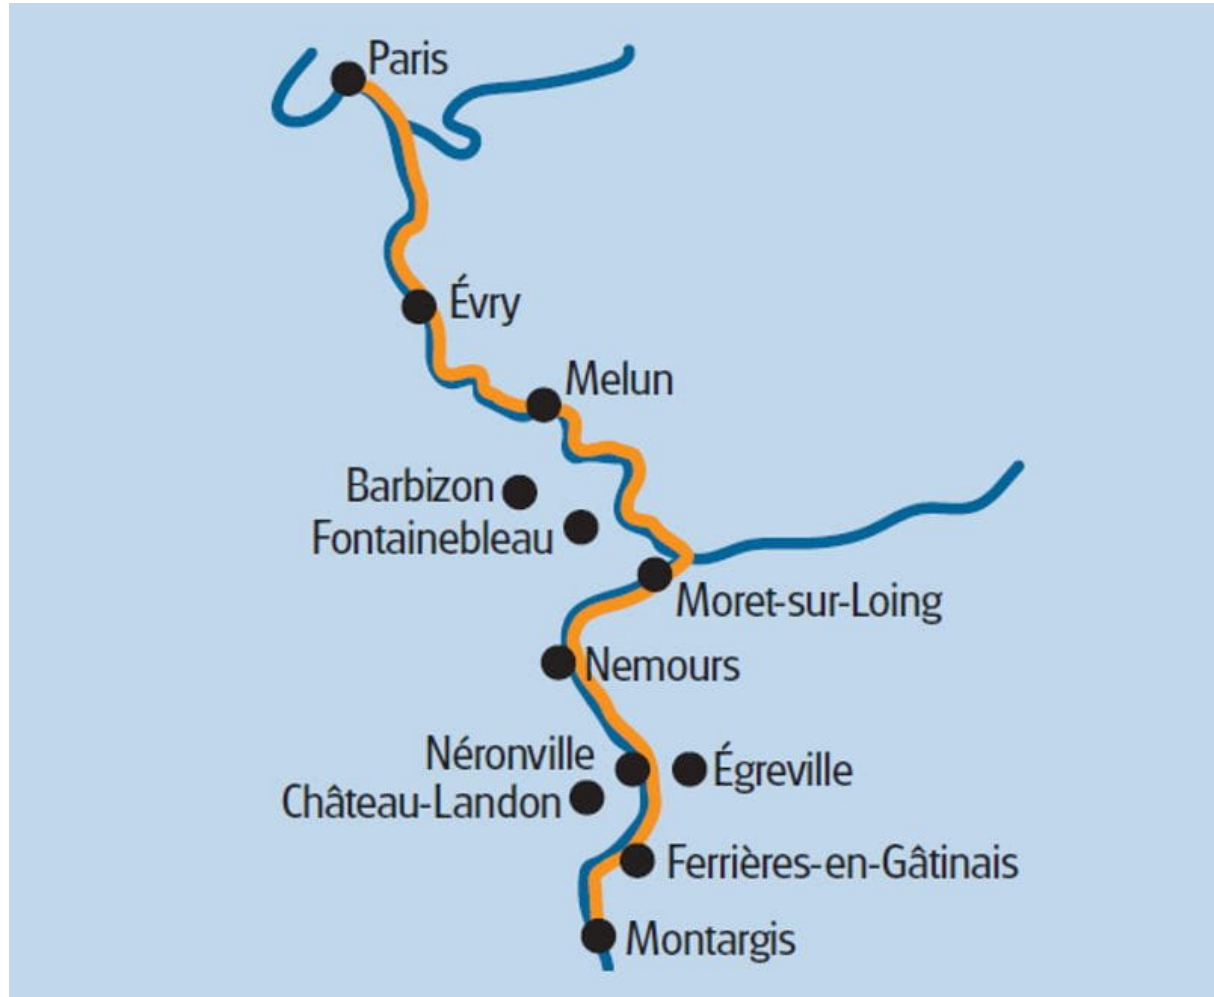 Paris
Évry
Melun
Barbizon
Fontainebleau
Moret-sur-Loing
Nemours
Néronville
Égreville
Château-Landon
Ferrières-en-Gâtinais
Montargis